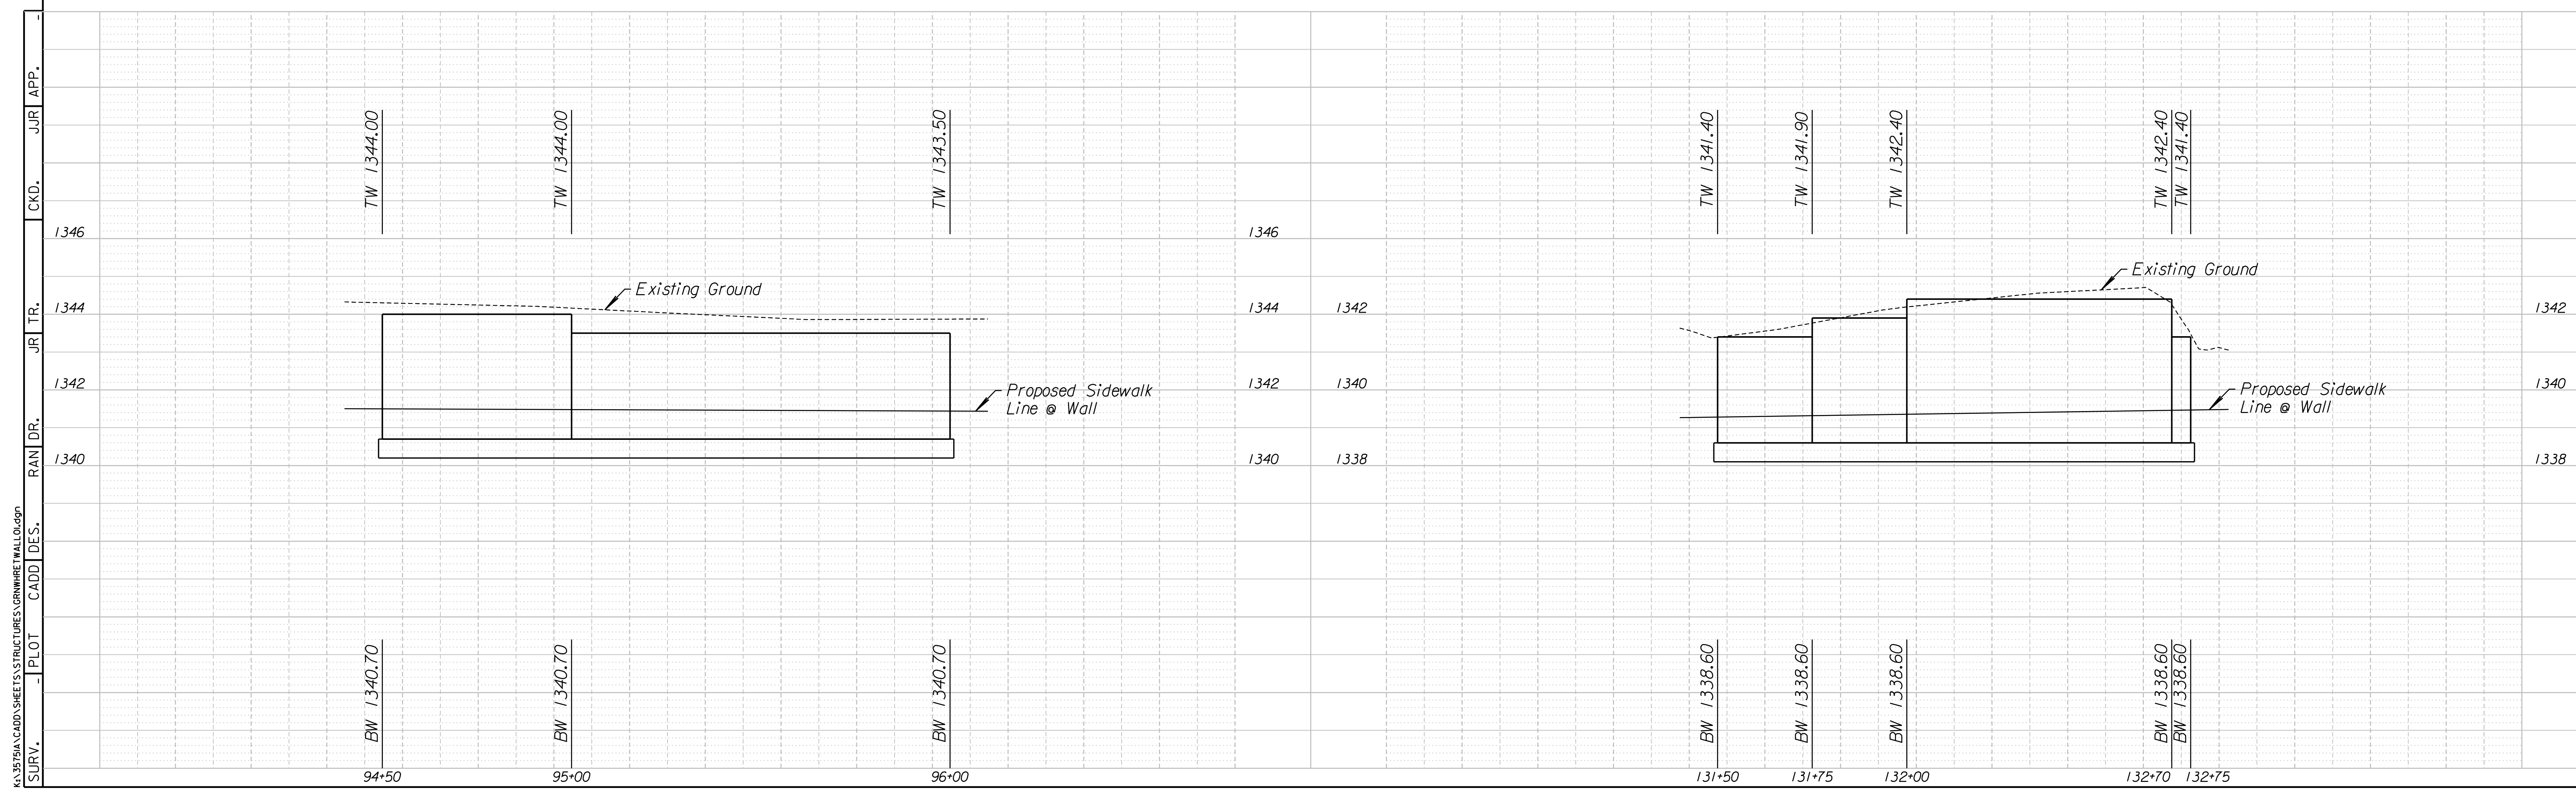 TW 1344.00
TW 1344.00
TW 1343.50
TW 1341.40
TW 1341.90
TW 1342.40
TW 1342.40
TW 1341.40
1346
1346
Existing Ground
Existing Ground
1344
1344
1342
1342
1342
1342
1340
1340
Proposed Sidewalk
Line @ Wall
Proposed Sidewalk
Line @ Wall
1340
1340
1338
1338
BW 1340.70
BW 1340.70
BW 1340.70
BW 1338.60
BW 1338.60
BW 1338.60
BW 1338.60
BW 1338.60
94+50
95+00
96+00
131+50
131+75
132+00
132+70
132+75
K:\35751A\CADD\SHEETS\STRUCTURES\GRNWHRETWALL01.dgn
SURV. - PLOT CADD DES. RAN DR. JR TR. CKD. JJR APP. -